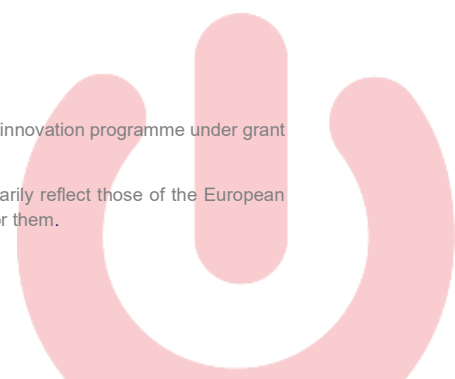 innovation programme under grant
arily reflect those of the European
r them.